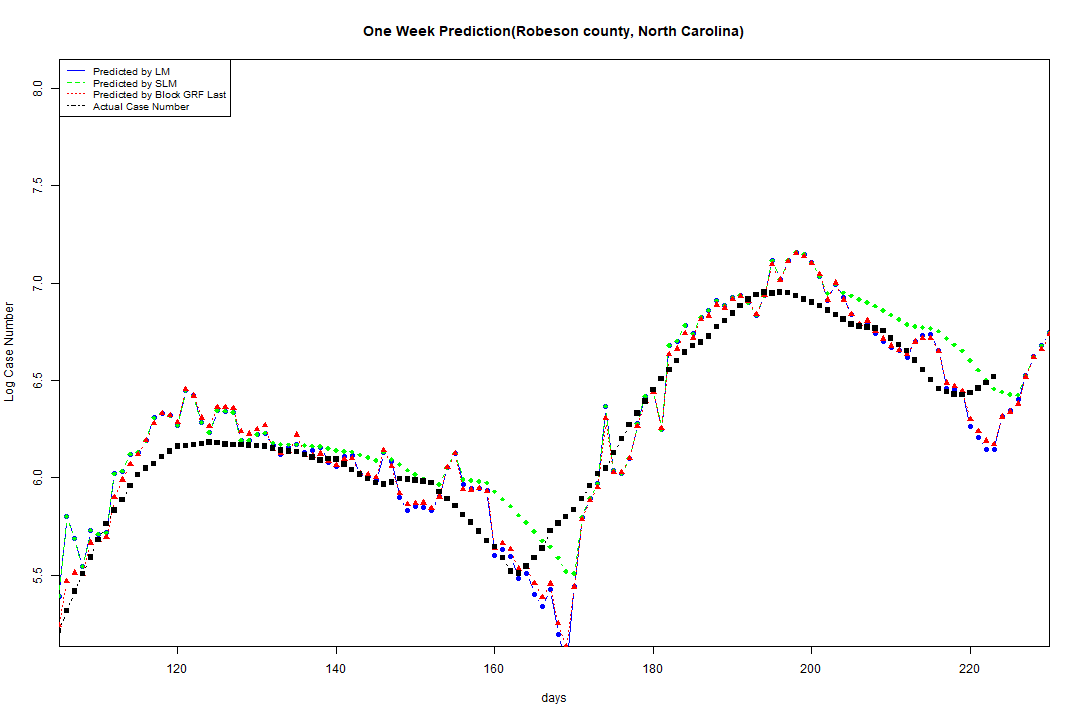 One Week Prediction(Robeson county, North Carolina)
Predicted by LM
Predicted by SLM
Predicted by Block GRF Last
Actual Case Number
8.0
7.5
7.0
6.5
6.0
5.5
Log Case Number
120 140 160 180 200 220
days